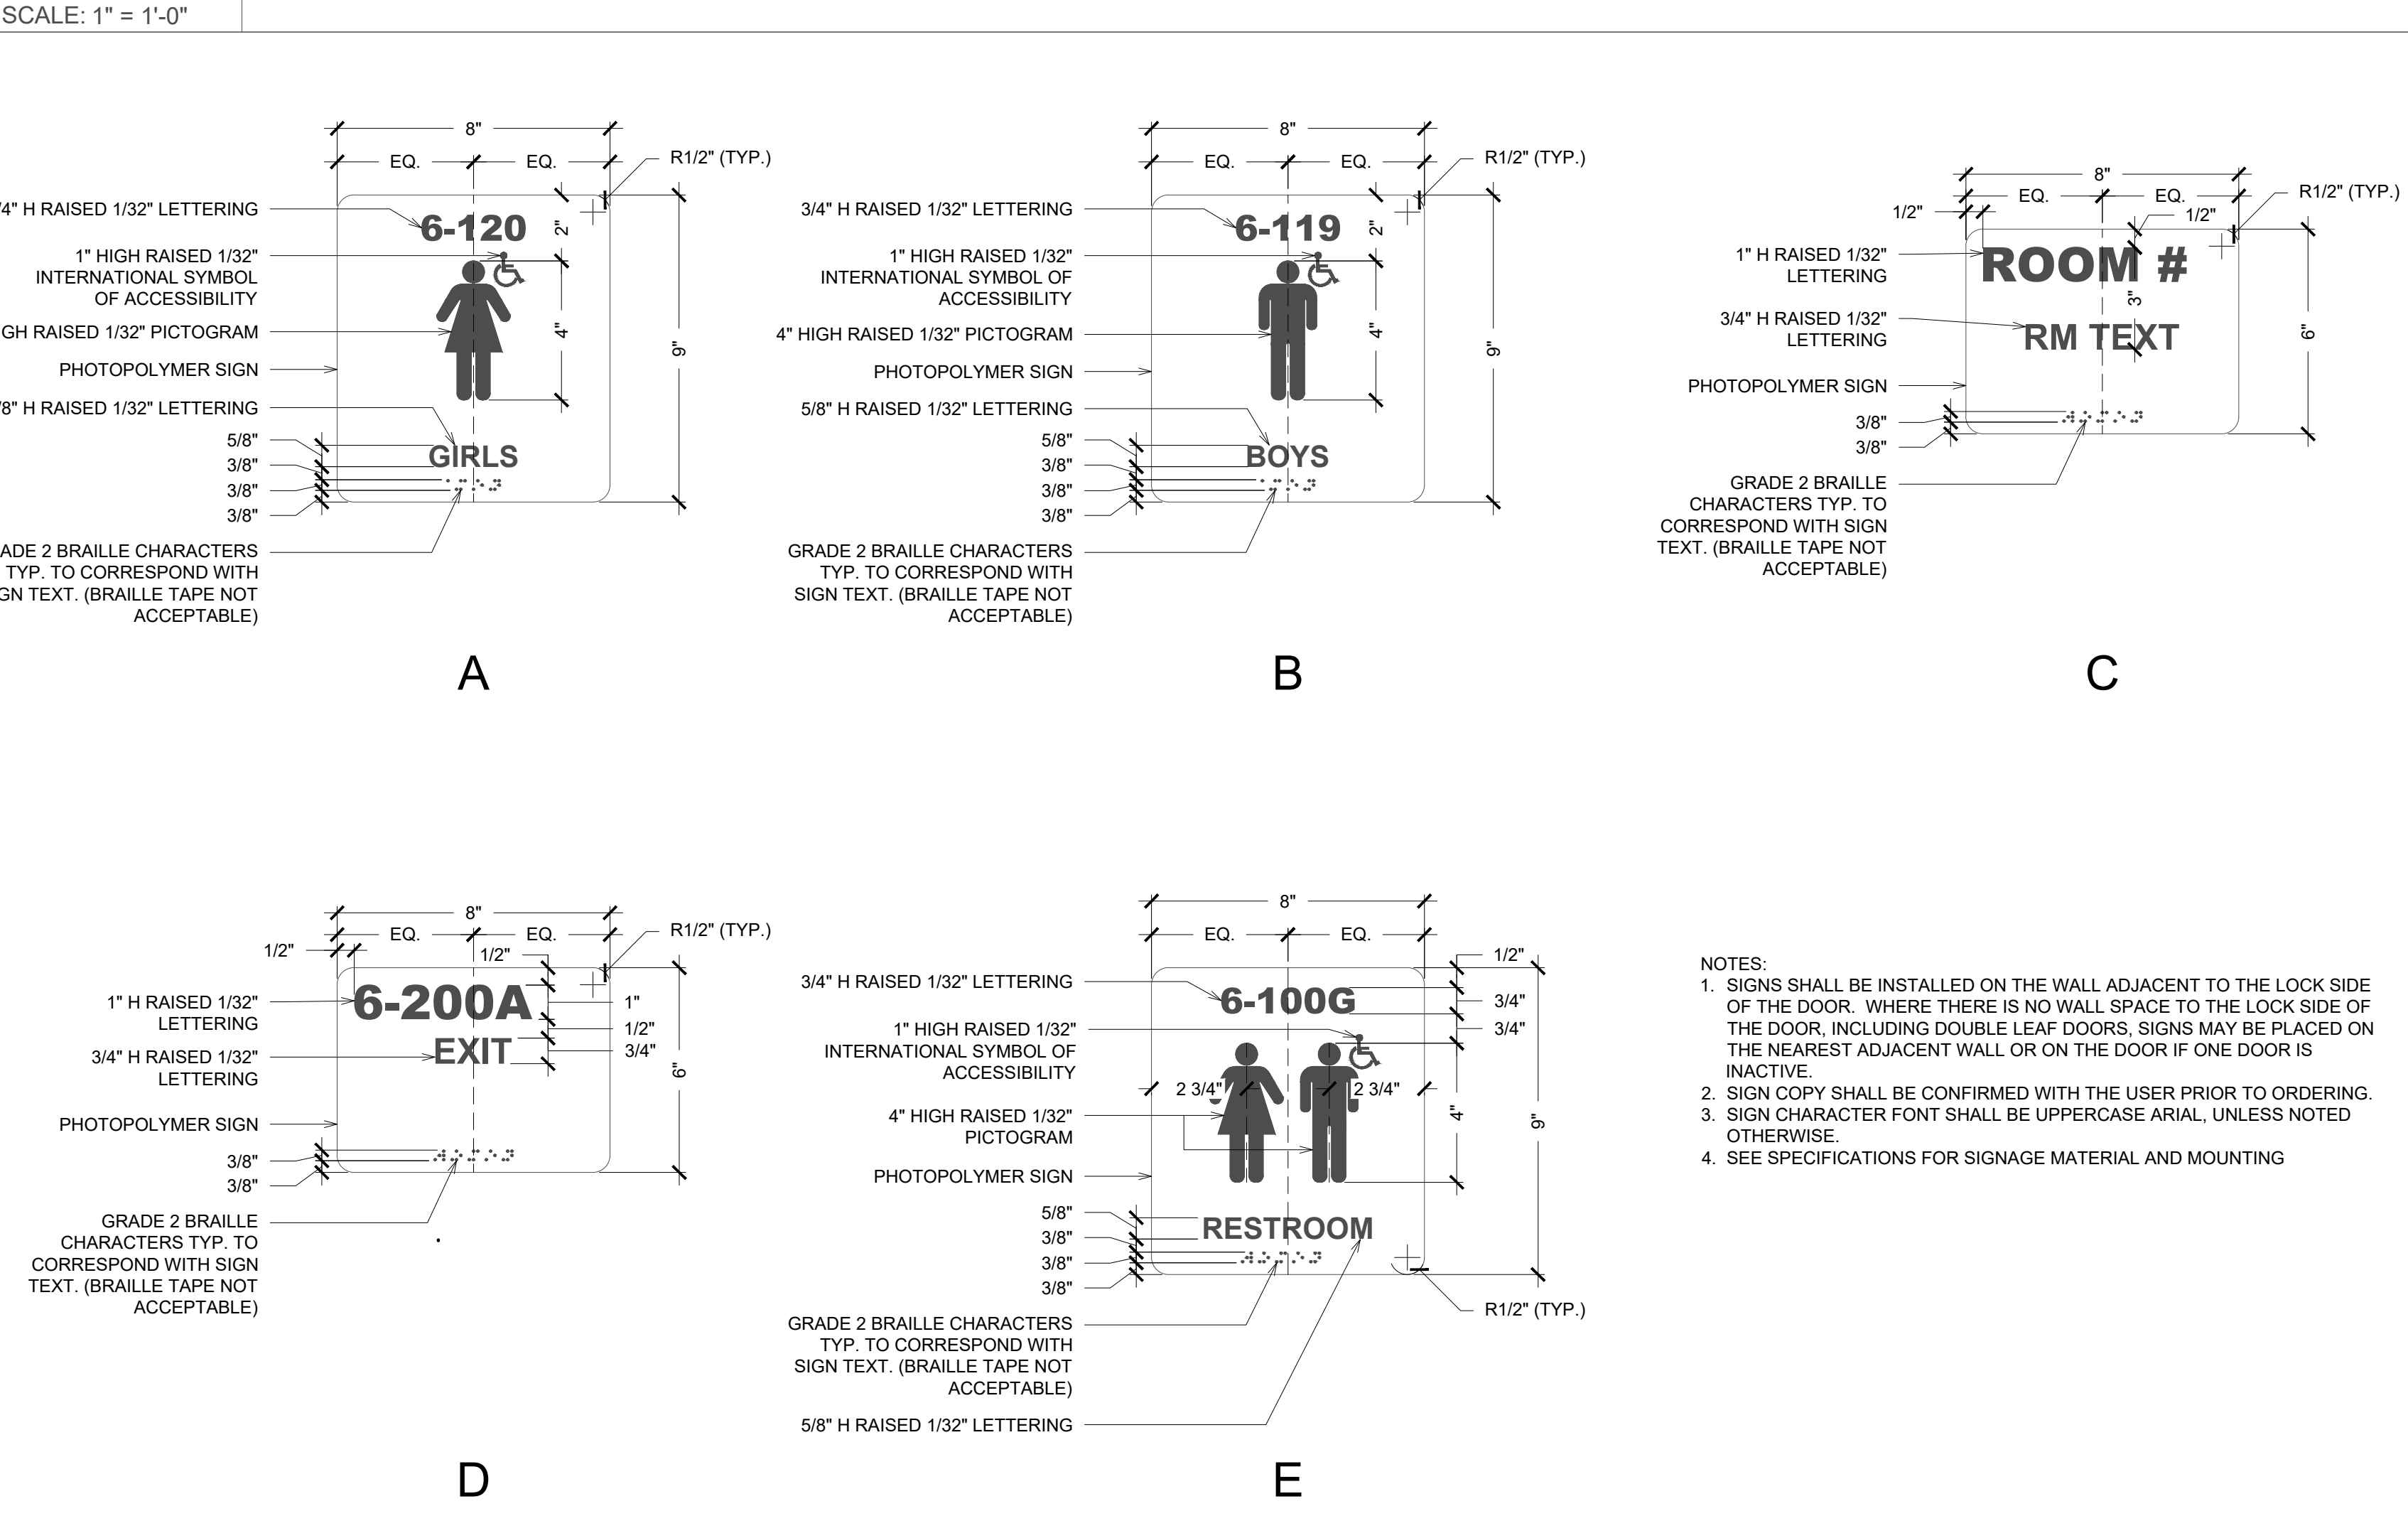 SCALE: 1" = 1'-0"
8"
EQ.
EQ.
R1/2" (TYP.)
/4" H RAISED 1/32" LETTERING
1" HIGH RAISED 1/32"
INTERNATIONAL SYMBOL
OF ACCESSIBILITY
GH RAISED 1/32" PICTOGRAM
PHOTOPOLYMER SIGN
/8" H RAISED 1/32" LETTERING
5/8"
3/8"
3/8"
3/8"
ADE 2 BRAILLE CHARACTERS
TYP. TO CORRESPOND WITH
GN TEXT. (BRAILLE TAPE NOT
ACCEPTABLE)
6-120
2"
4"
9"
GIRLS
A
8"
EQ.
EQ.
R1/2" (TYP.)
3/4" H RAISED 1/32" LETTERING
1" HIGH RAISED 1/32"
INTERNATIONAL SYMBOL OF
ACCESSIBILITY
4" HIGH RAISED 1/32" PICTOGRAM
PHOTOPOLYMER SIGN
5/8" H RAISED 1/32" LETTERING
5/8"
3/8"
3/8"
3/8"
GRADE 2 BRAILLE CHARACTERS
TYP. TO CORRESPOND WITH
SIGN TEXT. (BRAILLE TAPE NOT
ACCEPTABLE)
6-119
2"
4"
9"
BOYS
B
8"
EQ.
EQ.
R1/2" (TYP.)
1/2"
1/2"
1" H RAISED 1/32"
LETTERING
3/4" H RAISED 1/32"
LETTERING
PHOTOPOLYMER SIGN
3/8"
3/8"
GRADE 2 BRAILLE
CHARACTERS TYP. TO
CORRESPOND WITH SIGN
TEXT. (BRAILLE TAPE NOT
ACCEPTABLE)
ROOM #
3"
RM TEXT
6"
C
8"
EQ.
EQ.
R1/2" (TYP.)
1/2"
1/2"
1" H RAISED 1/32"
LETTERING
3/4" H RAISED 1/32"
LETTERING
PHOTOPOLYMER SIGN
3/8"
3/8"
GRADE 2 BRAILLE
CHARACTERS TYP. TO
CORRESPOND WITH SIGN
TEXT. (BRAILLE TAPE NOT
ACCEPTABLE)
6-200A
EXIT
1"
1/2"
3/4"
6"
D
8"
EQ.
EQ.
3/4" H RAISED 1/32" LETTERING
1" HIGH RAISED 1/32"
INTERNATIONAL SYMBOL OF
ACCESSIBILITY
4" HIGH RAISED 1/32"
PICTOGRAM
PHOTOPOLYMER SIGN
5/8"
3/8"
3/8"
3/8"
GRADE 2 BRAILLE CHARACTERS
TYP. TO CORRESPOND WITH
SIGN TEXT. (BRAILLE TAPE NOT
ACCEPTABLE)
5/8" H RAISED 1/32" LETTERING
6-100G
2 3/4"
2 3/4"
RESTROOM
1/2"
3/4"
3/4"
4"
9"
R1/2" (TYP.)
E
NOTES:
1. SIGNS SHALL BE INSTALLED ON THE WALL ADJACENT TO THE LOCK SIDE
OF THE DOOR. WHERE THERE IS NO WALL SPACE TO THE LOCK SIDE OF
THE DOOR, INCLUDING DOUBLE LEAF DOORS, SIGNS MAY BE PLACED ON
THE NEAREST ADJACENT WALL OR ON THE DOOR IF ONE DOOR IS
INACTIVE.
2. SIGN COPY SHALL BE CONFIRMED WITH THE USER PRIOR TO ORDERING.
3. SIGN CHARACTER FONT SHALL BE UPPERCASE ARIAL, UNLESS NOTED
OTHERWISE.
4. SEE SPECIFICATIONS FOR SIGNAGE MATERIAL AND MOUNTING